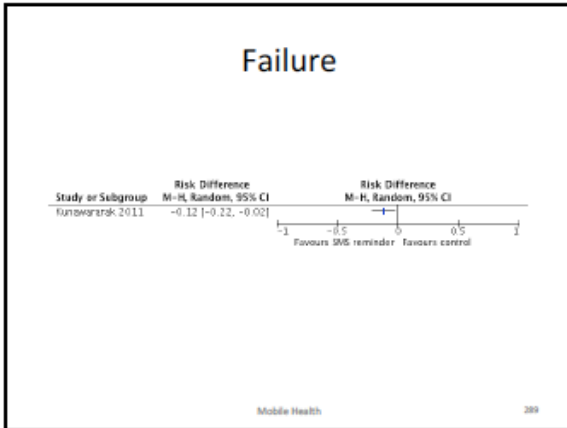 Failure
Risk Difference Risk Difference
Study or Subgroup M-H, Random, 95% CI M-H, Random, 95% CI
Kunawararak 2011 -0.12 [-0.22, -0.02]
-1 -0.5 0 0.5 1
Favours SMS reminder Favours control
Mobile Health 289